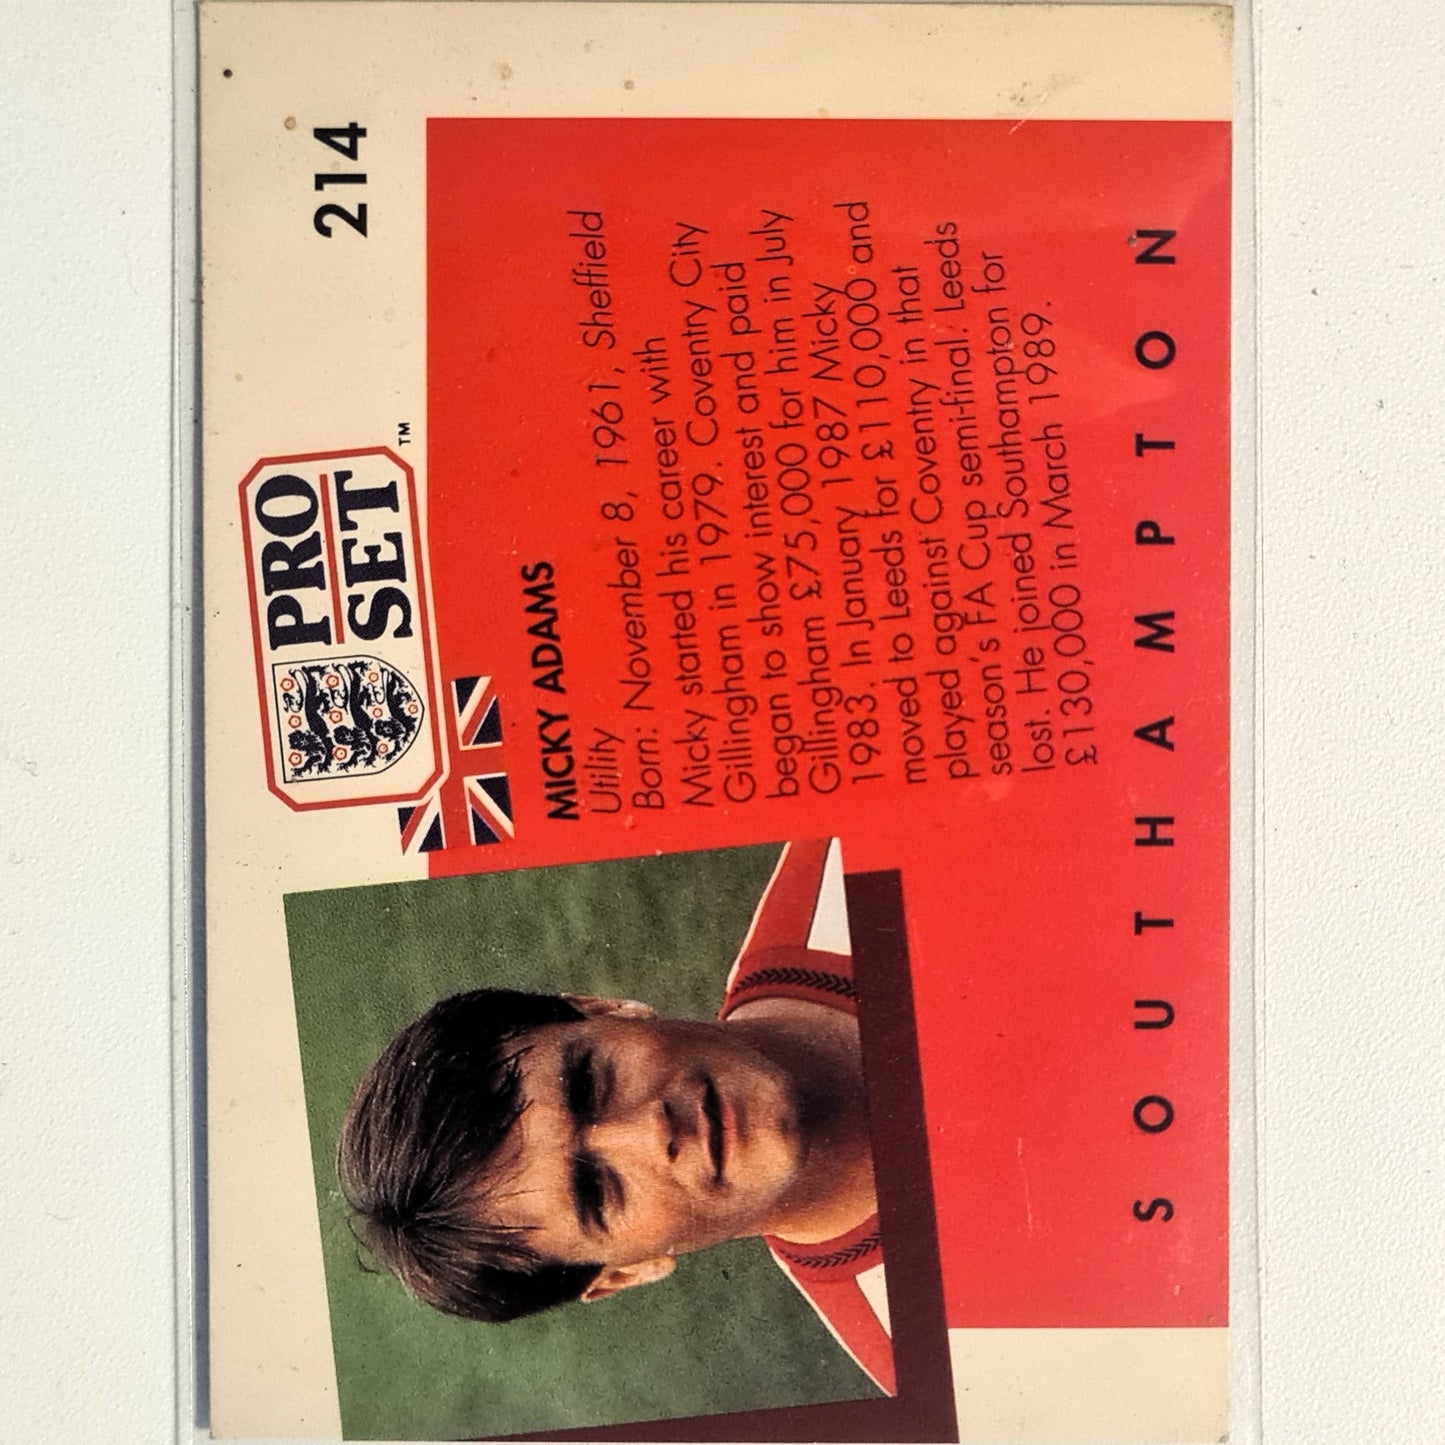 PRO
SET
™
214
MICKY ADAMS
Utility
Born: November 8, 1961, Sheffield
Micky started his career with
Gillingham in 1979. Coventry City
began to show interest and paid
Gillingham £75,000 for him in July
1983. In January 1987 Micky
moved to Leeds for £110,000 and
played against Coventry in that
season's FA Cup semi-final. Leeds
lost. He joined Southampton for
£130,000 in March 1989.
SOUTHAMPTON